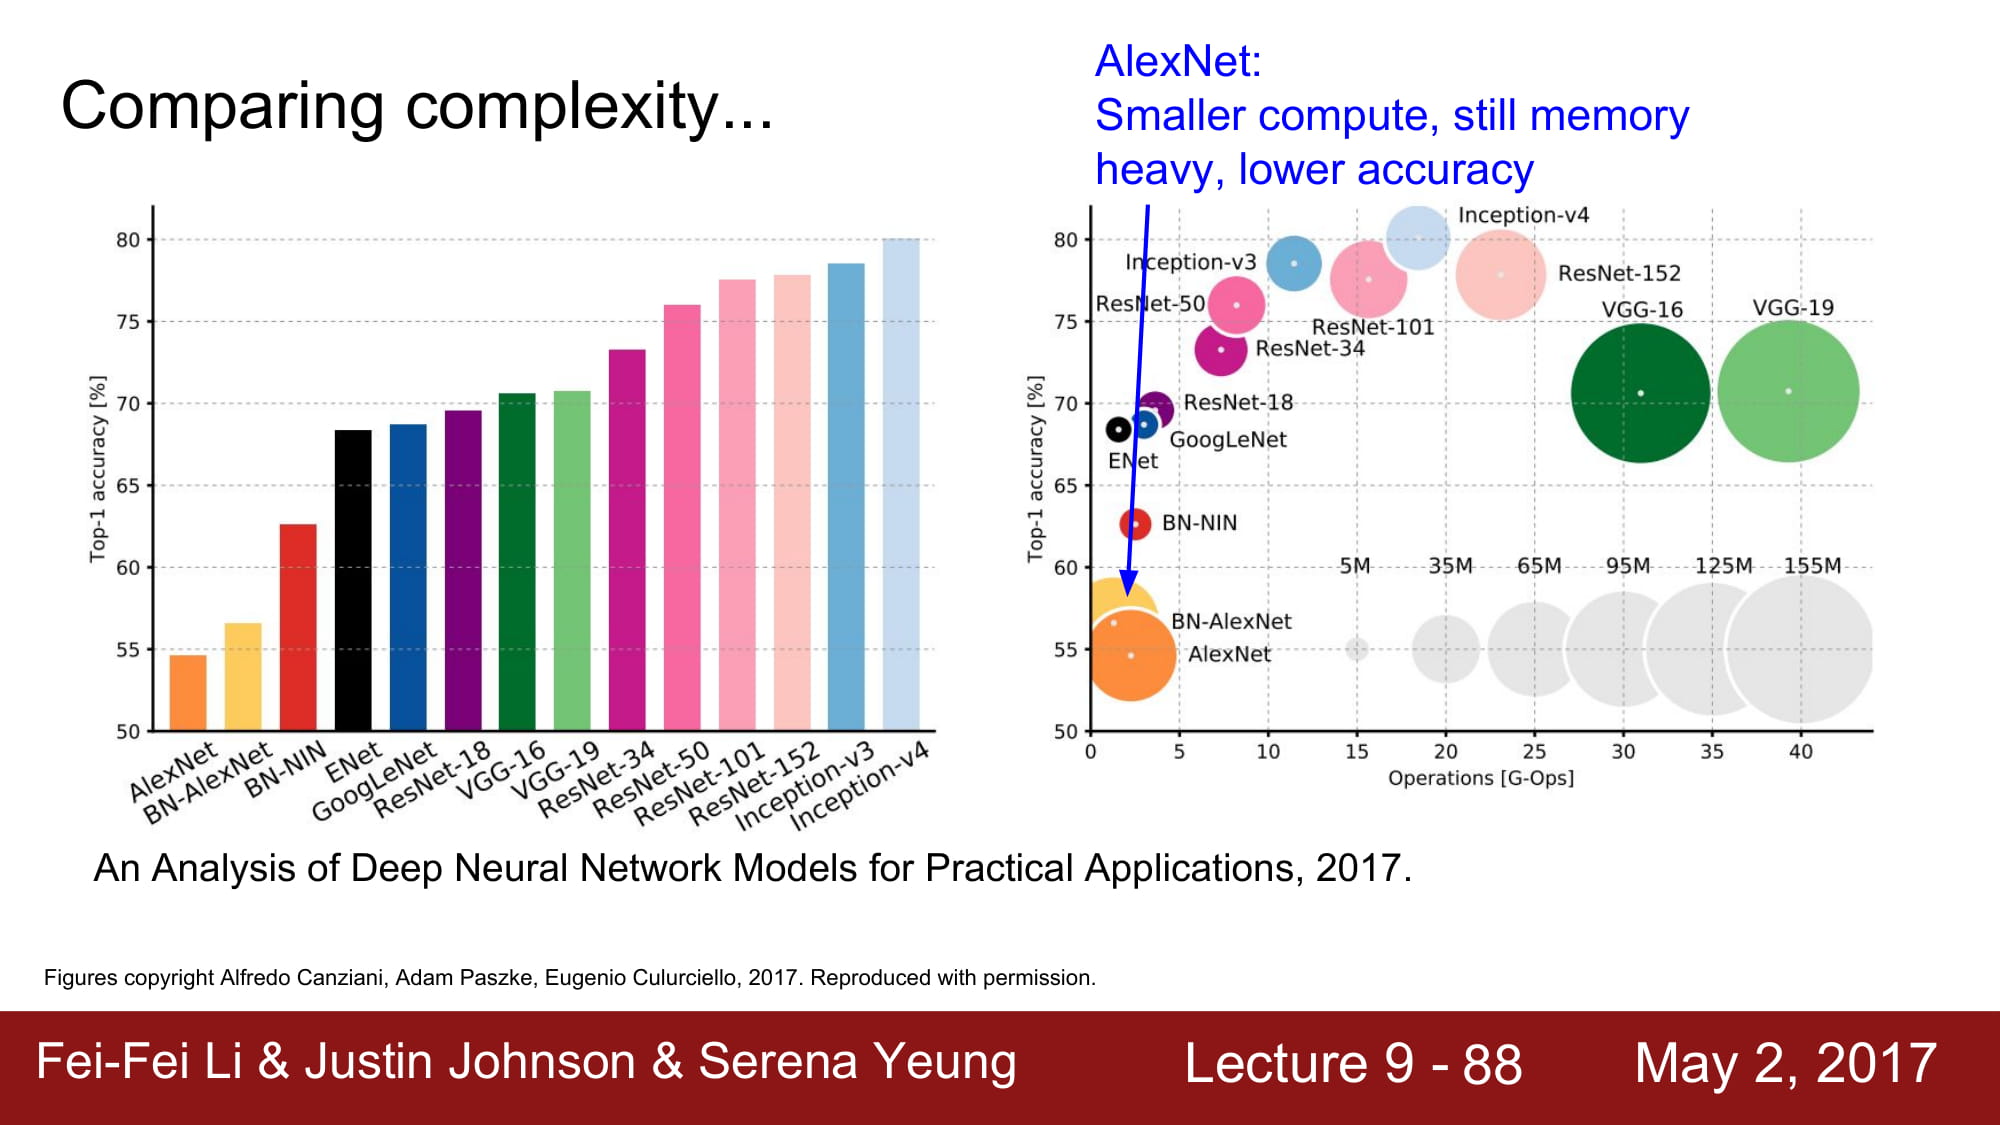 Comparing complexity...
AlexNet:
Smaller compute, still memory
heavy, lower accuracy
Top-1 accuracy [%]
80
75
70
65
60
55
50
AlexNet
BN-AlexNet
BN-NIN
ENet
GoogLeNet
ResNet-18
VGG-16
VGG-19
ResNet-34
ResNet-50
ResNet-101
ResNet-152
Inception-v3
Inception-v4
Top-1 accuracy [%]
80
75
70
65
60
55
50
Inception-v4
Inception-v3
ResNet-152
ResNet-50
VGG-16
VGG-19
ResNet-101
ResNet-34
ResNet-18
GoogLeNet
ENet
BN-NIN
5M 35M 65M 95M 125M 155M
BN-AlexNet
AlexNet
0 5 10 15 20 25 30 35 40
Operations [G-Ops]
An Analysis of Deep Neural Network Models for Practical Applications, 2017.
Figures copyright Alfredo Canziani, Adam Paszke, Eugenio Culurciello, 2017. Reproduced with permission.
Fei-Fei Li & Justin Johnson & Serena Yeung Lecture 9 - 88 May 2, 2017